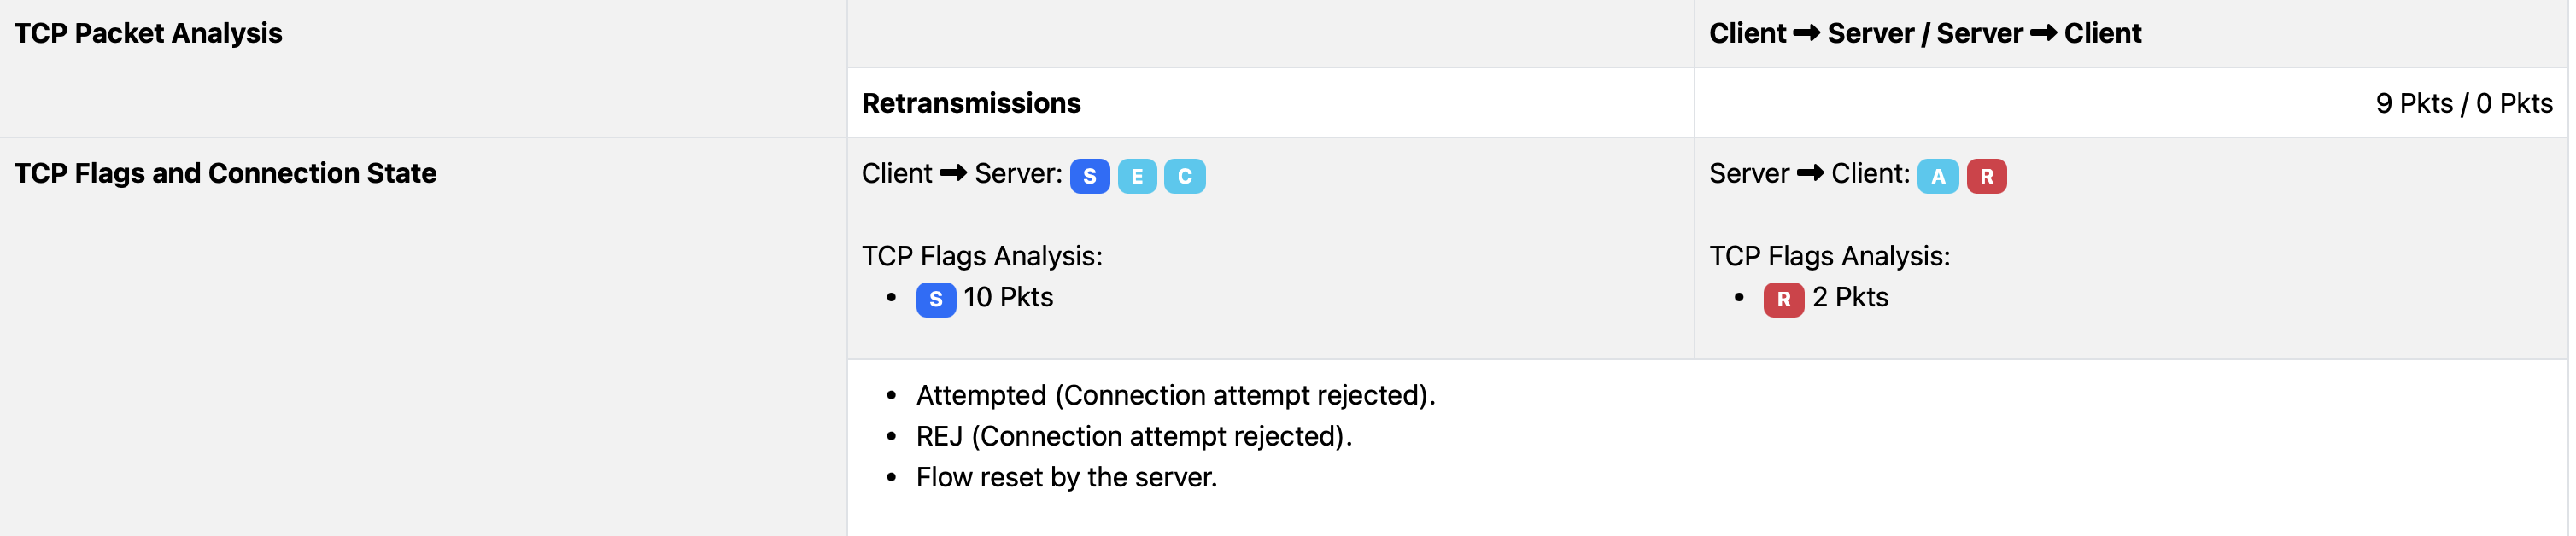 TCP Packet Analysis
Client → Server / Server → Client
Retransmissions
9 Pkts / 0 Pkts
TCP Flags and Connection State
Client → Server: S E C
TCP Flags Analysis:
• S 10 Pkts
Server → Client: A R
TCP Flags Analysis:
• R 2 Pkts
• Attempted (Connection attempt rejected).
• REJ (Connection attempt rejected).
• Flow reset by the server.